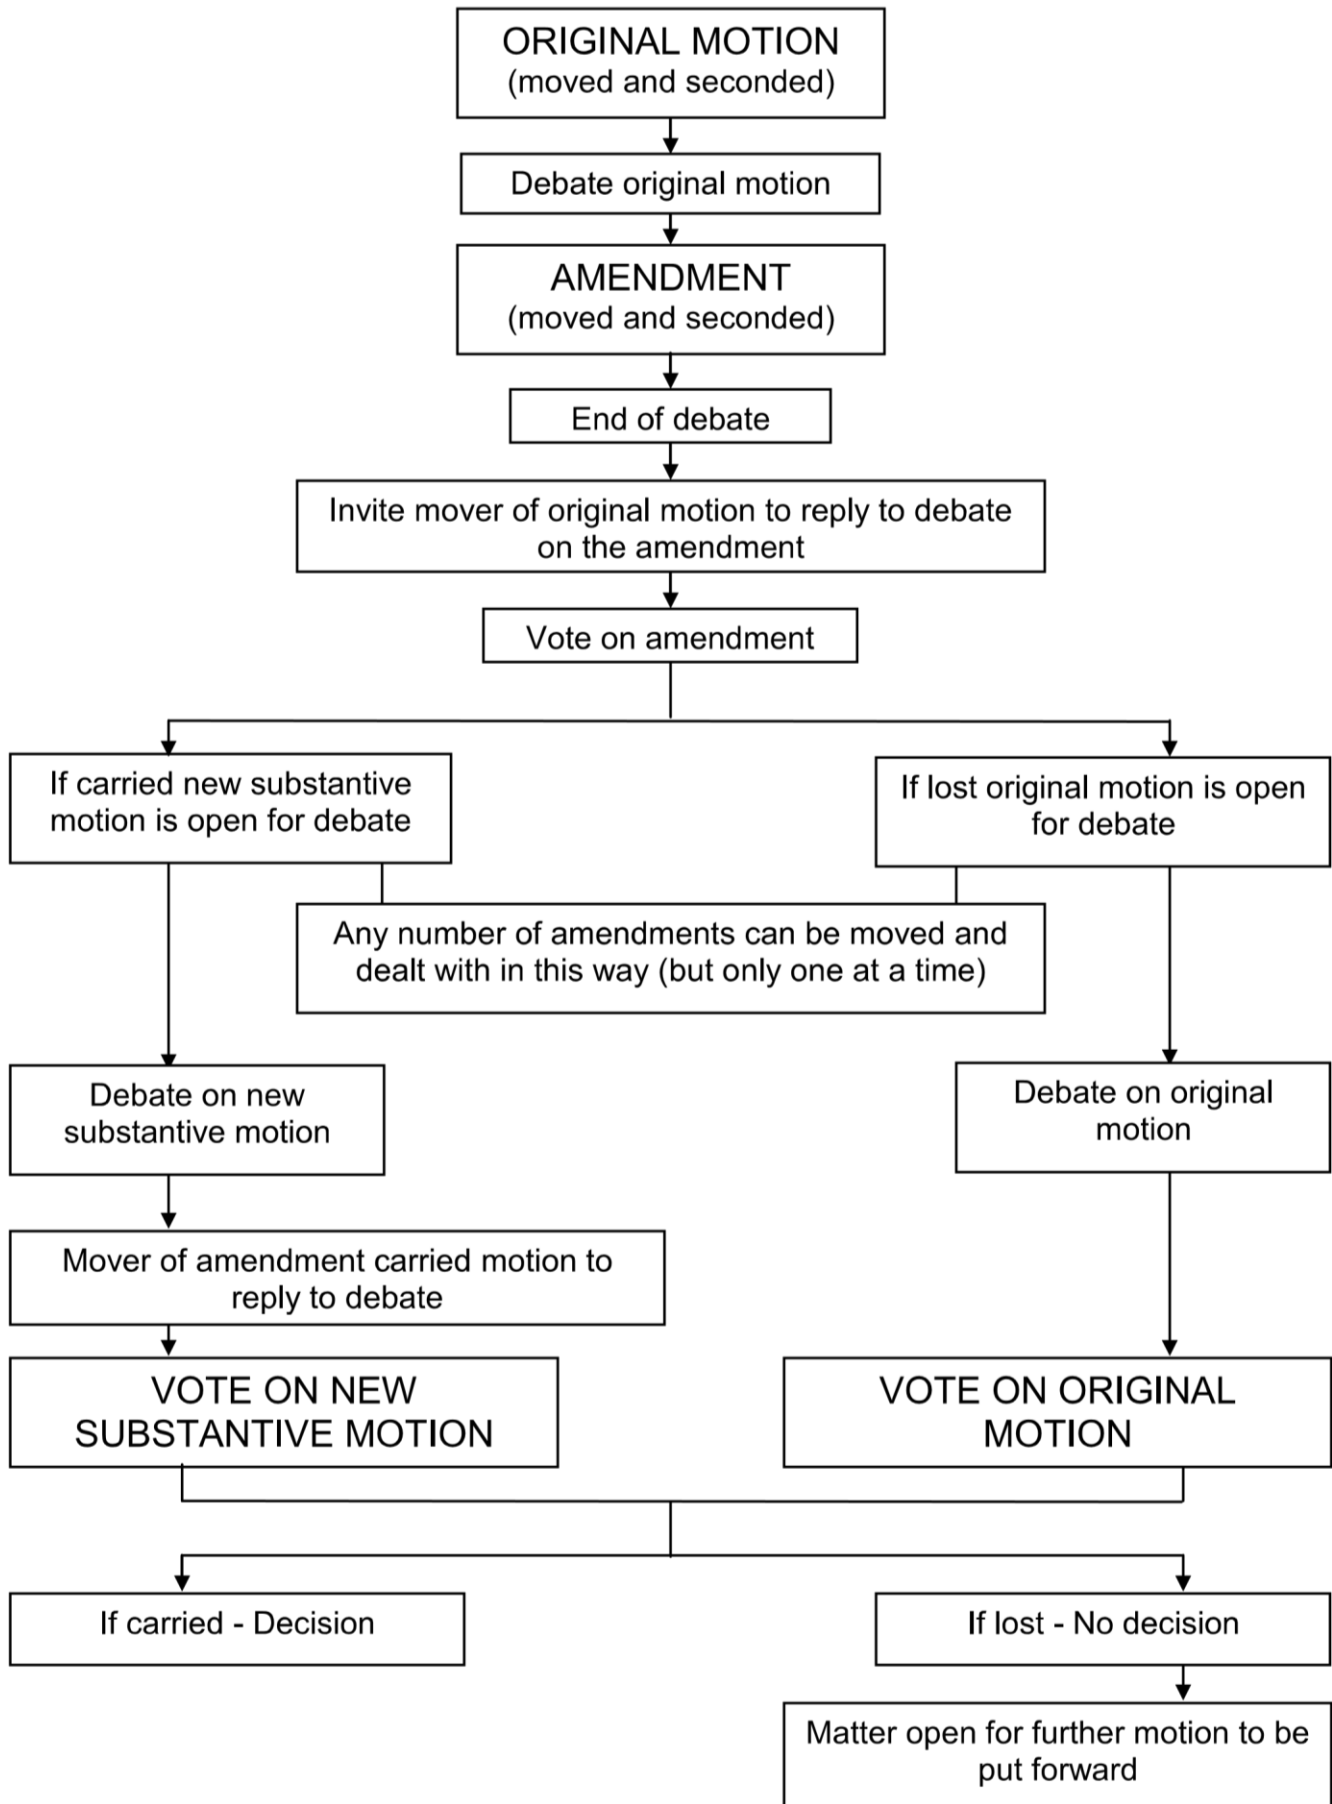 ORIGINAL MOTION
(moved and seconded)
Debate original motion
AMENDMENT
(moved and seconded)
End of debate
Invite mover of original motion to reply to debate
on the amendment
Vote on amendment
If carried new substantive
motion is open for debate
If lost original motion is open
for debate
Any number of amendments can be moved and
dealt with in this way (but only one at a time)
Debate on new
substantive motion
Debate on original
motion
Mover of amendment carried motion to
reply to debate
VOTE ON NEW
SUBSTANTIVE MOTION
VOTE ON ORIGINAL
MOTION
If carried - Decision
If lost - No decision
Matter open for further motion to be
put forward